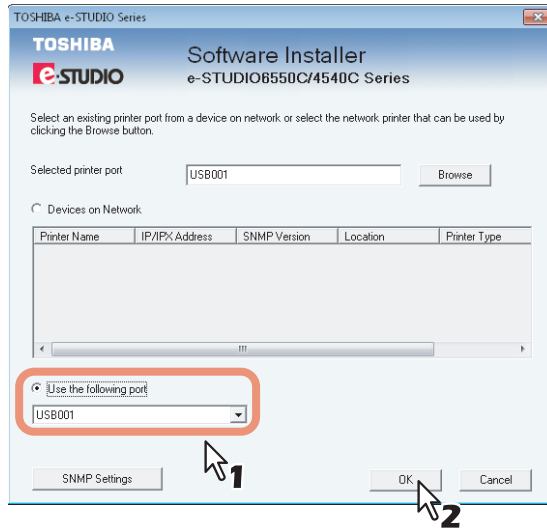 TOSHIBA e-STUDIO Series
TOSHIBA
e-STUDIO
Software Installer
e-STUDIO6550C/4540C Series
Select an existing printer port from a device on network or select the network printer that can be used by
clicking the Browse button.
Selected printer port USB001 Browse
Devices on Network
Printer Name IP/IPX Address SNMP Version Location Printer Type
Use the following port
USB001
1
SNMP Settings OK Cancel
2